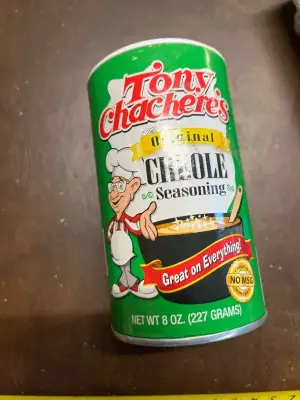 Tony
Chachere's
The
Original
CREOLE
Seasoning
Great on Everything!
NO MSG
NET WT 8 OZ. (227 GRAMS)